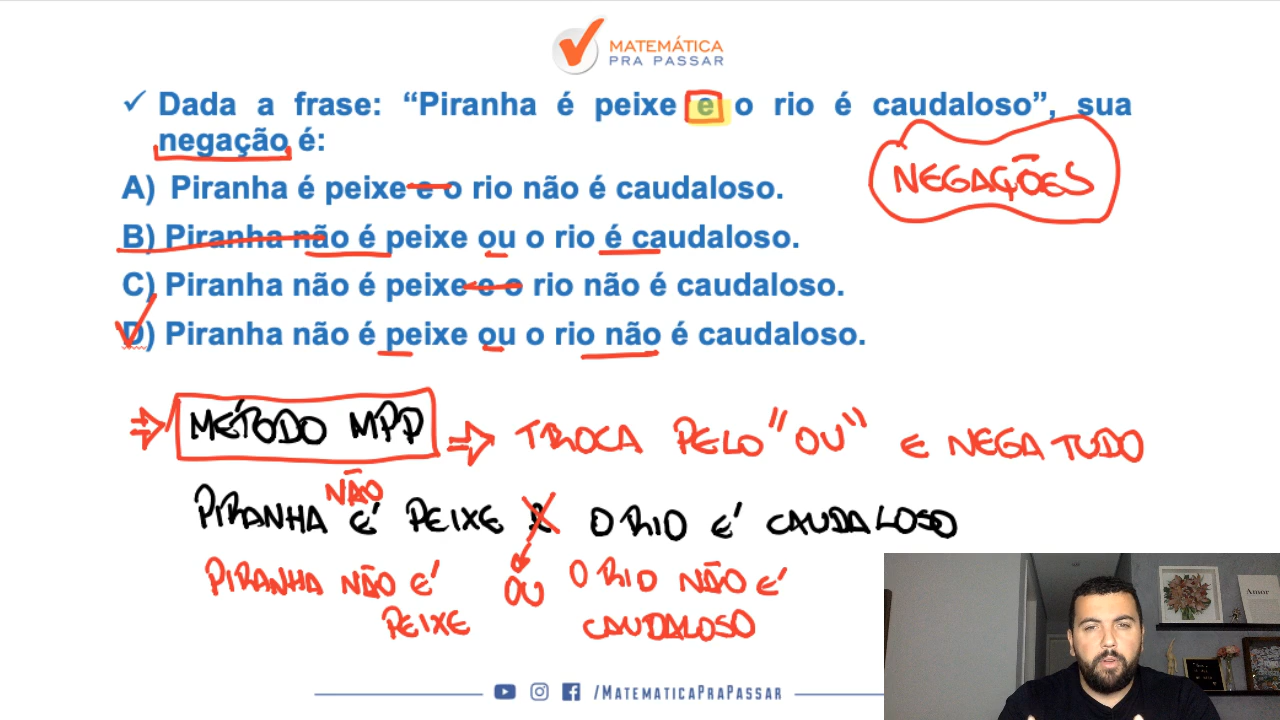 MATEMÁTICA
PRA PASSAR
✓ Dada a frase: “Piranha é peixe e o rio é caudaloso”, sua
negação é:
NEGAÇÕES
A) Piranha é peixe e o rio não é caudaloso.
B) Piranha não é peixe ou o rio é caudaloso.
C) Piranha não é peixe e o rio não é caudaloso.
D) Piranha não é peixe ou o rio não é caudaloso.
⇒ MÉTODO MPP ⇒ TROCA PELO "OU" E NEGA TUDO
NÃO
PIRANHA É PEIXE E O RIO É CAUDALOSO
PIRANHA NÃO É OU O RIO NÃO É
PEIXE CAUDALOSO
Amor
/MATEMATICAPRAPASSAR